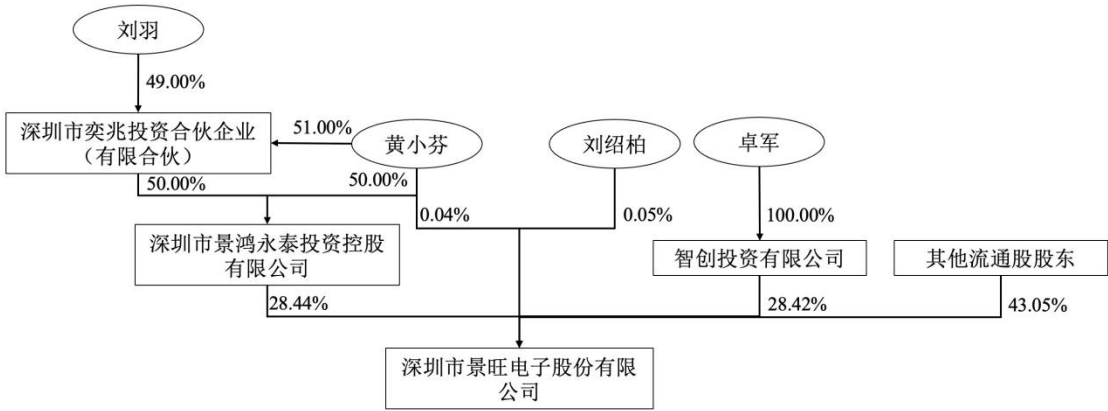 刘羽
49.00%
深圳市奕兆投资合伙企业
（有限合伙）
51.00%
黄小芬
刘绍柏
卓军
50.00%
50.00%
0.04%
0.05%
100.00%
深圳市景鸿永泰投资控股
有限公司
智创投资有限公司
其他流通股股东
28.44%
28.42%
43.05%
深圳市景旺电子股份有限
公司